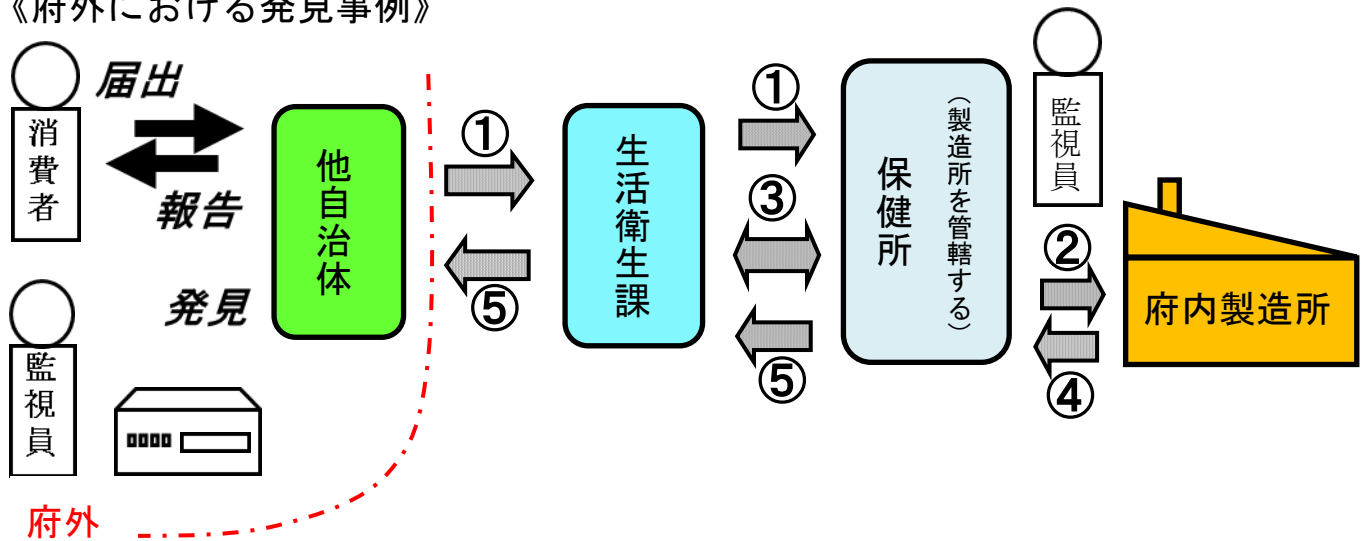 《府外における発見事例》
消費者
届出
報告
監視員
発見
府外
他自治体
①
⑤
生活衛生課
①
③
⑤
保健所
（製造所を管轄する）
監視員
②
④
府内製造所